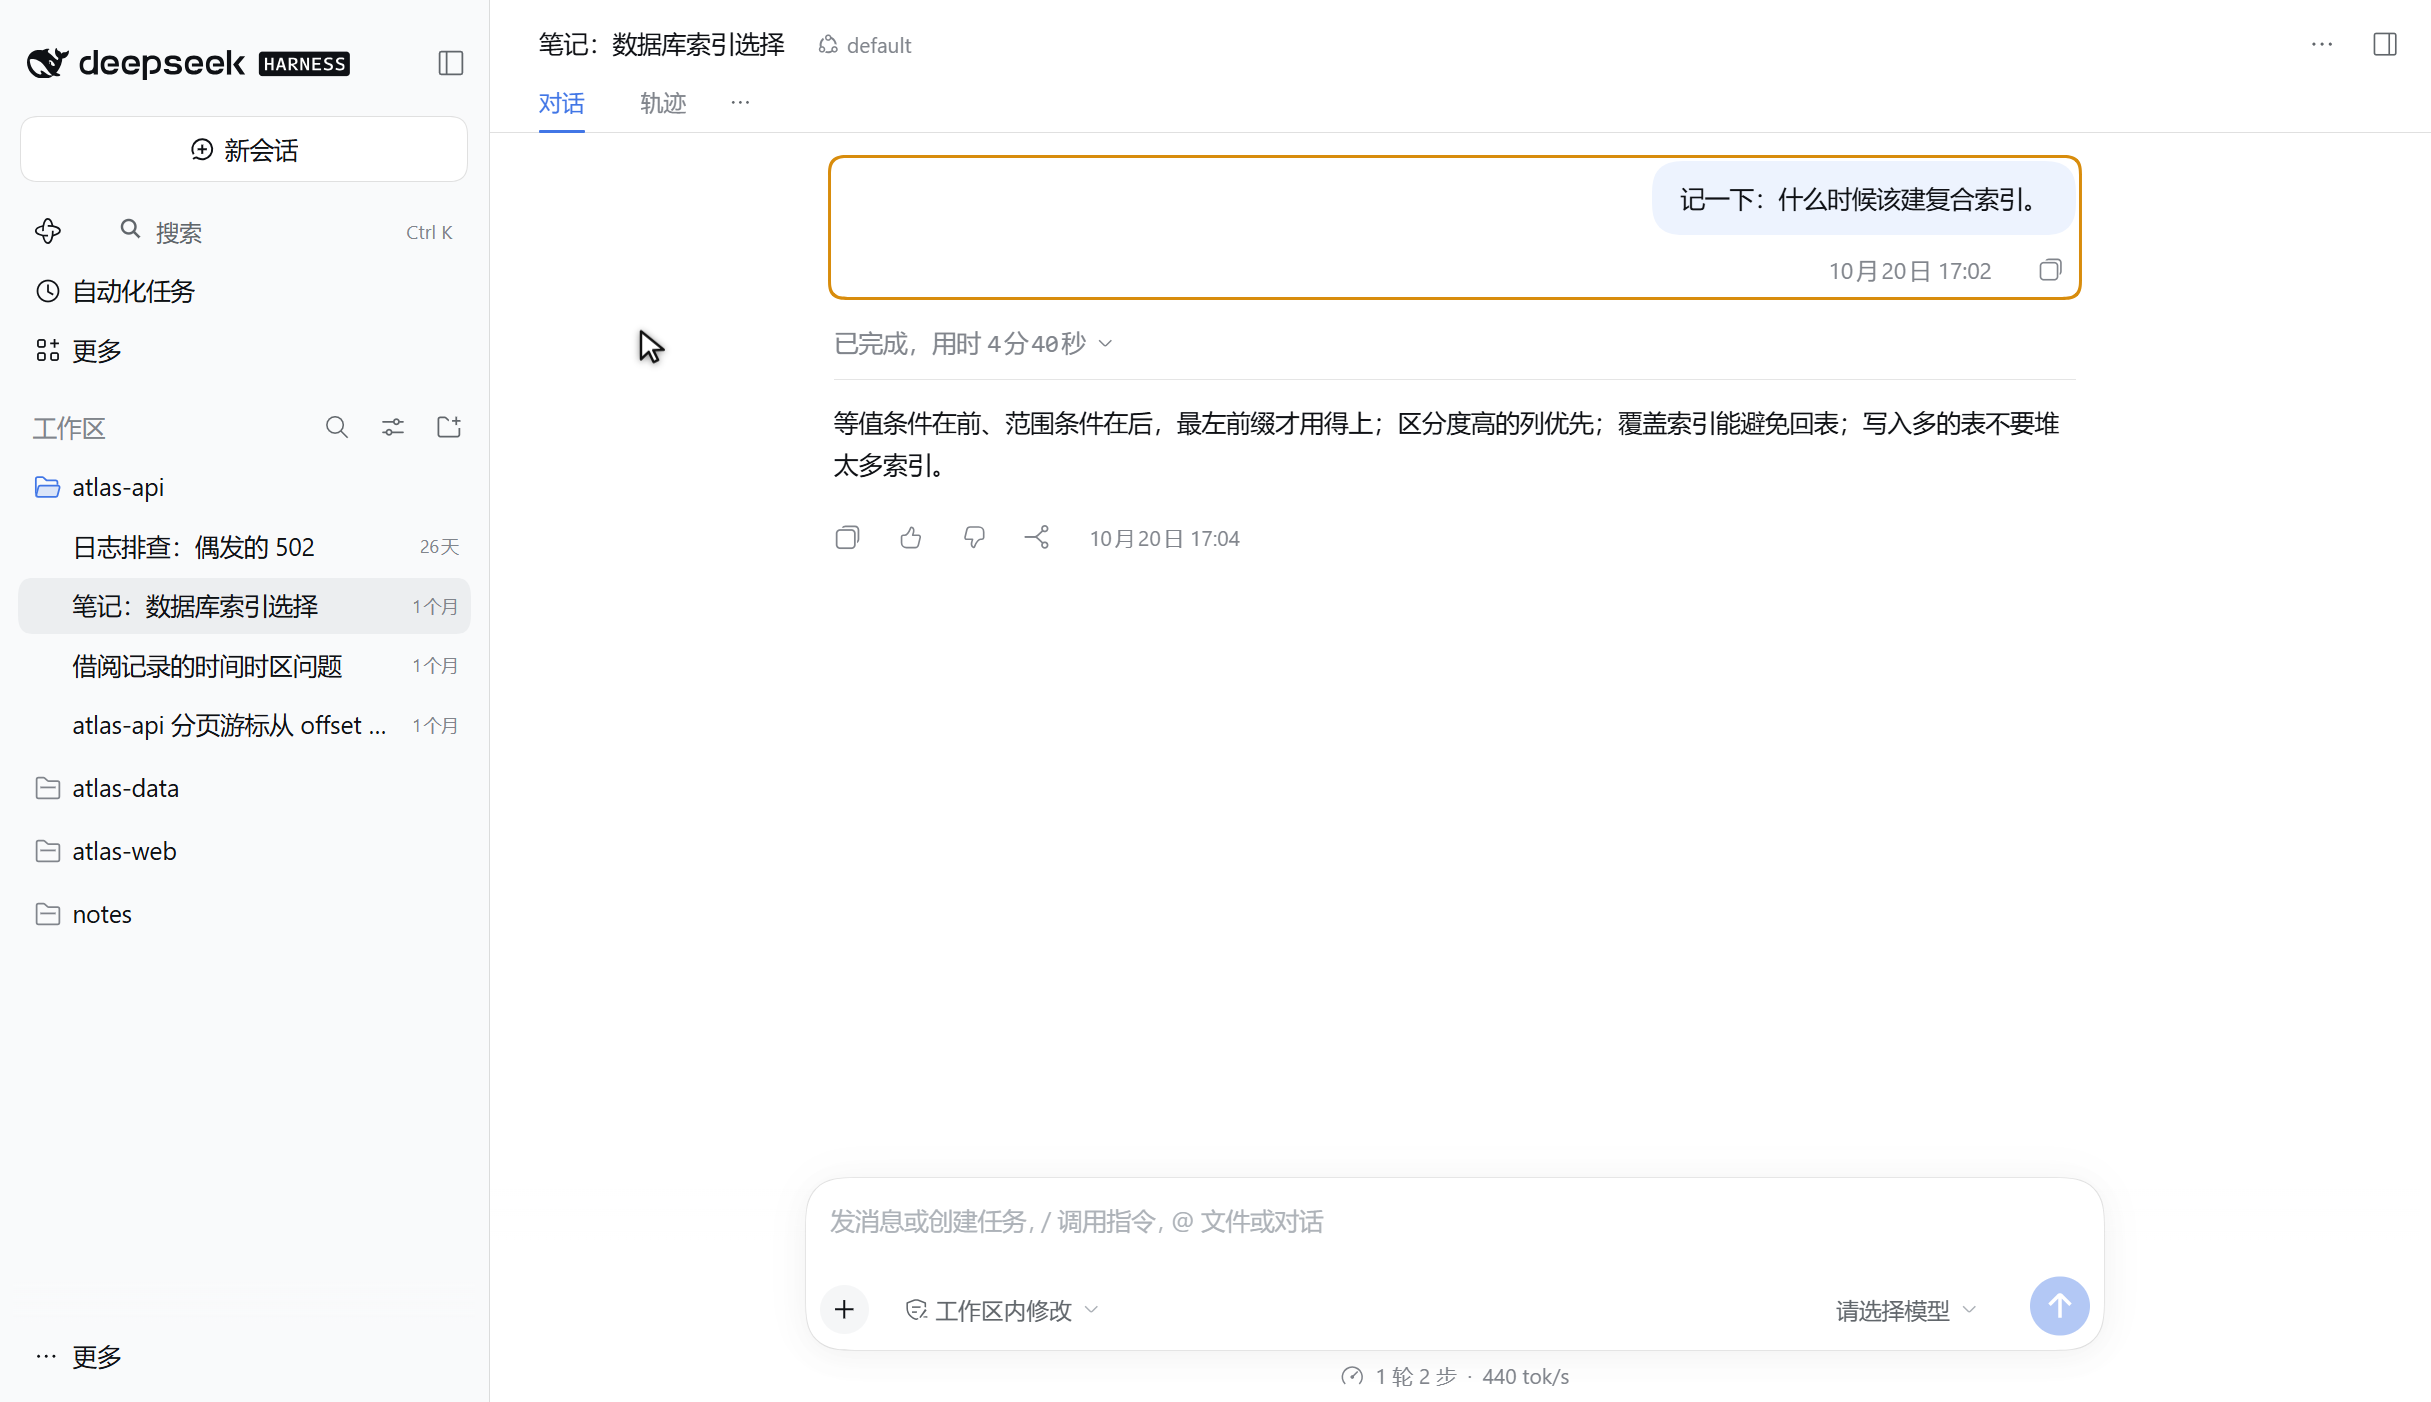 deepseek HARNESS
新会话
搜索 Ctrl K
自动化任务
更多
工作区
atlas-api
日志排查：偶发的 502 26天
笔记：数据库索引选择 1个月
借阅记录的时间时区问题 1个月
atlas-api 分页游标从 offset ... 1个月
atlas-data
atlas-web
notes
更多
笔记：数据库索引选择 default
对话 轨迹
记一下：什么时候该建复合索引。
10月20日 17:02
已完成，用时 4分40秒
等值条件在前、范围条件在后，最左前缀才用得上；区分度高的列优先；覆盖索引能避免回表；写入多的表不要堆
太多索引。
10月20日 17:04
发消息或创建任务, / 调用指令, @ 文件或对话
工作区内修改 请选择模型
1 轮 2 步 · 440 tok/s